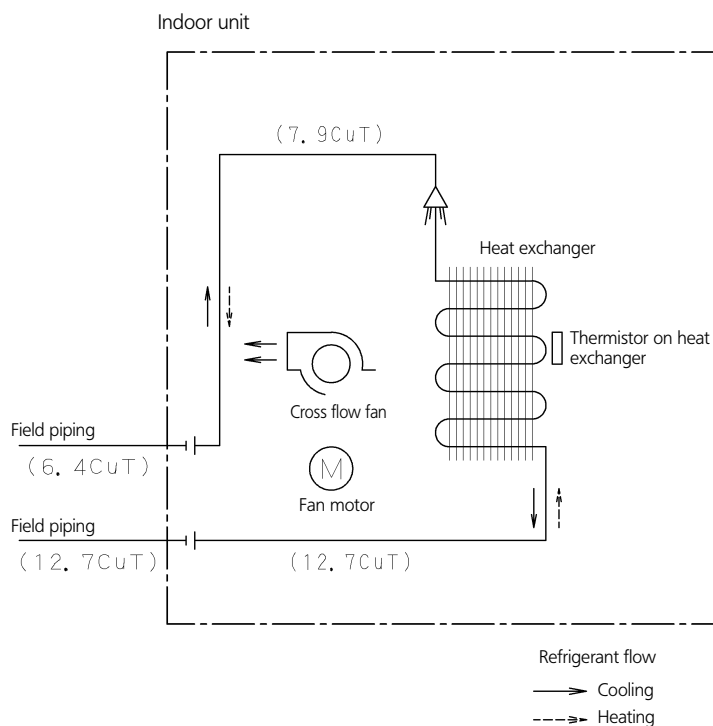 Indoor unit
(7.9CuT)
Heat exchanger
Thermistor on heat
exchanger
Cross flow fan
Field piping
(6.4CuT)
M
Fan motor
Field piping
(12.7CuT)
(12.7CuT)
Refrigerant flow
Cooling
Heating